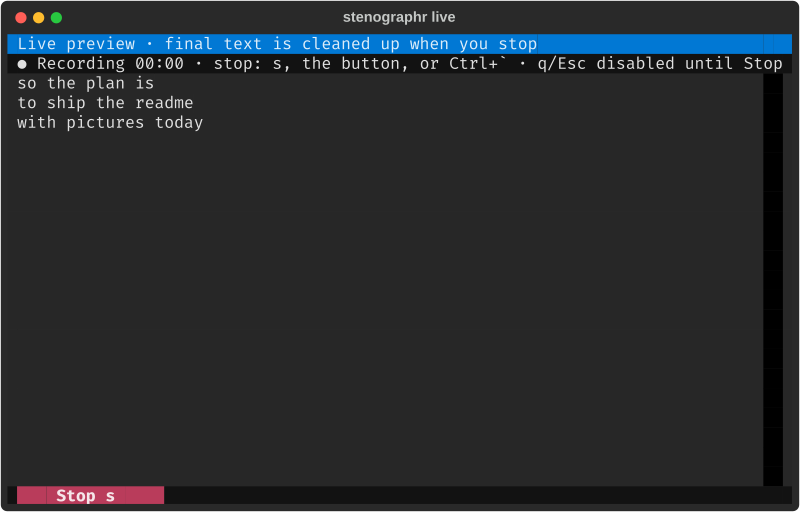 stenographr live
Live preview · final text is cleaned up when you stop
● Recording 00:00 · stop: s, the button, or Ctrl+` · q/Esc disabled until Stop
so the plan is
to ship the readme
with pictures today
Stop s